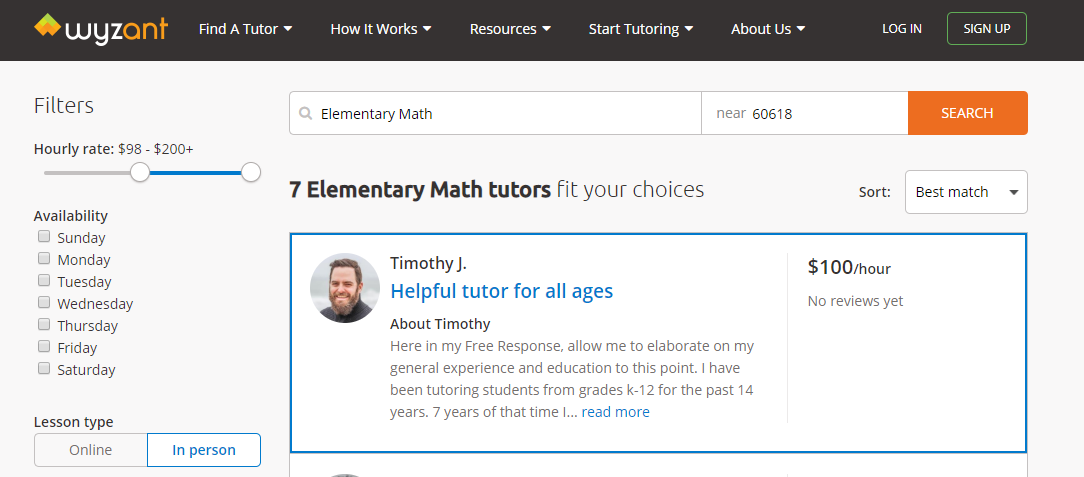 wyzant
Find A Tutor
How It Works
Resources
Start Tutoring
About Us
LOG IN
SIGN UP
Filters
Hourly rate: $98 - $200+
Availability
Sunday
Monday
Tuesday
Wednesday
Thursday
Friday
Saturday
Lesson type
Online
In person
Elementary Math
near 60618
SEARCH
7 Elementary Math tutors fit your choices
Sort:
Best match
Timothy J.
Helpful tutor for all ages
About Timothy
Here in my Free Response, allow me to elaborate on my
general experience and education to this point. I have
been tutoring students from grades k-12 for the past 14
years. 7 years of that time I... read more
$100/hour
No reviews yet